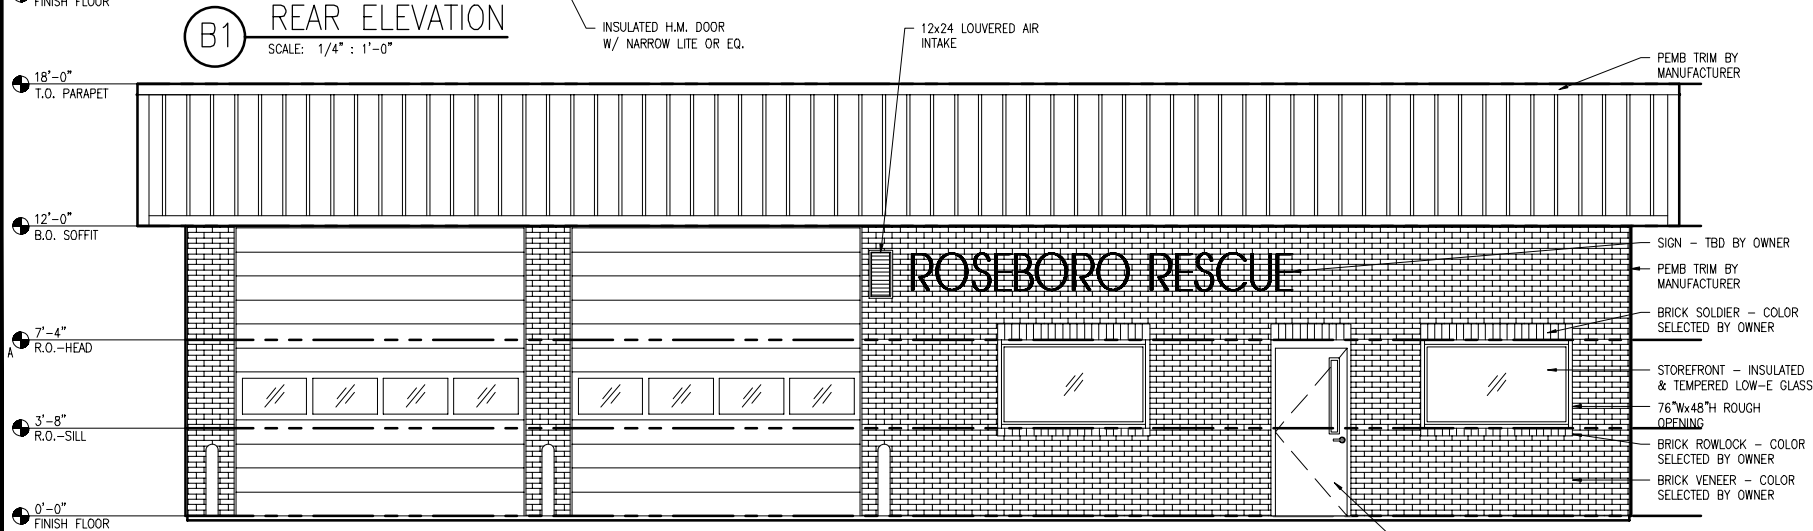 FINISH FLOOR
B1
REAR ELEVATION
SCALE: 1/4" : 1'-0"
INSULATED H.M. DOOR
W/ NARROW LITE OR EQ.
12x24 LOUVERED AIR
INTAKE
PEMB TRIM BY
MANUFACTURER
18'-0"
T.O. PARAPET
12'-0"
B.O. SOFFIT
ROSEBORO RESCUE
SIGN - TBD BY OWNER
PEMB TRIM BY
MANUFACTURER
BRICK SOLDIER - COLOR
SELECTED BY OWNER
7'-4"
R.O.-HEAD
A
STOREFRONT - INSULATED
& TEMPERED LOW-E GLASS
76"Wx48"H ROUGH
OPENING
3'-8"
R.O.-SILL
BRICK ROWLOCK - COLOR
SELECTED BY OWNER
BRICK VENEER - COLOR
SELECTED BY OWNER
0'-0"
FINISH FLOOR